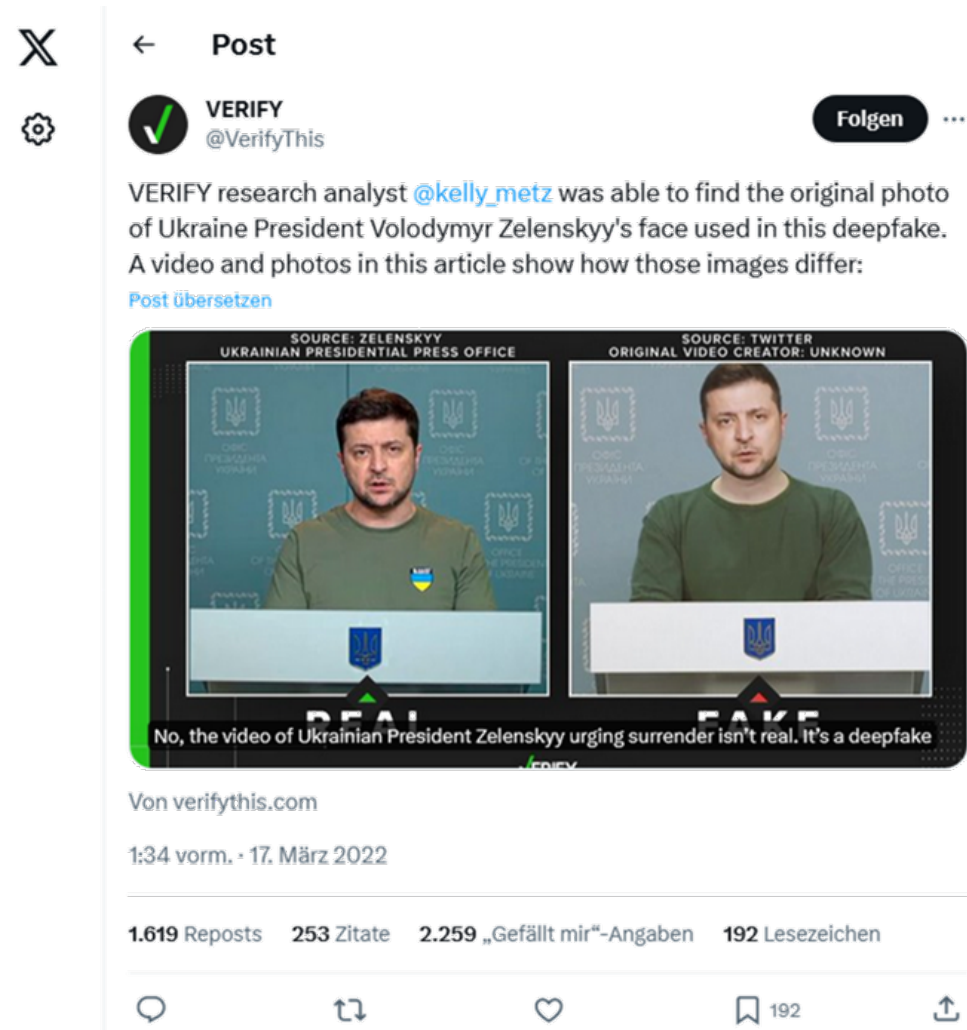 Post
VERIFY
@VerifyThis
Folgen
VERIFY research analyst @kelly_metz was able to find the original photo
of Ukraine President Volodymyr Zelenskyy's face used in this deepfake.
A video and photos in this article show how those images differ:
Post übersetzen
SOURCE: ZELENSKYY
UKRAINIAN PRESIDENTIAL PRESS OFFICE
SOURCE: TWITTER
ORIGINAL VIDEO CREATOR: UNKNOWN
REAL
FAKE
No, the video of Ukrainian President Zelenskyy urging surrender isn't real. It's a deepfake
VERIFY
Von verifythis.com
1:34 vorm. · 17. März 2022
1.619 Reposts 253 Zitate 2.259 „Gefällt mir“-Angaben 192 Lesezeichen
192